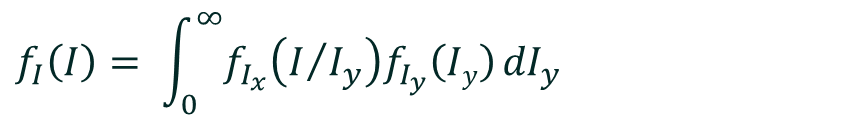 f_I(I) = ∫_0^∞ f_{I_x}(I/I_y) f_{I_y}(I_y) dI_y